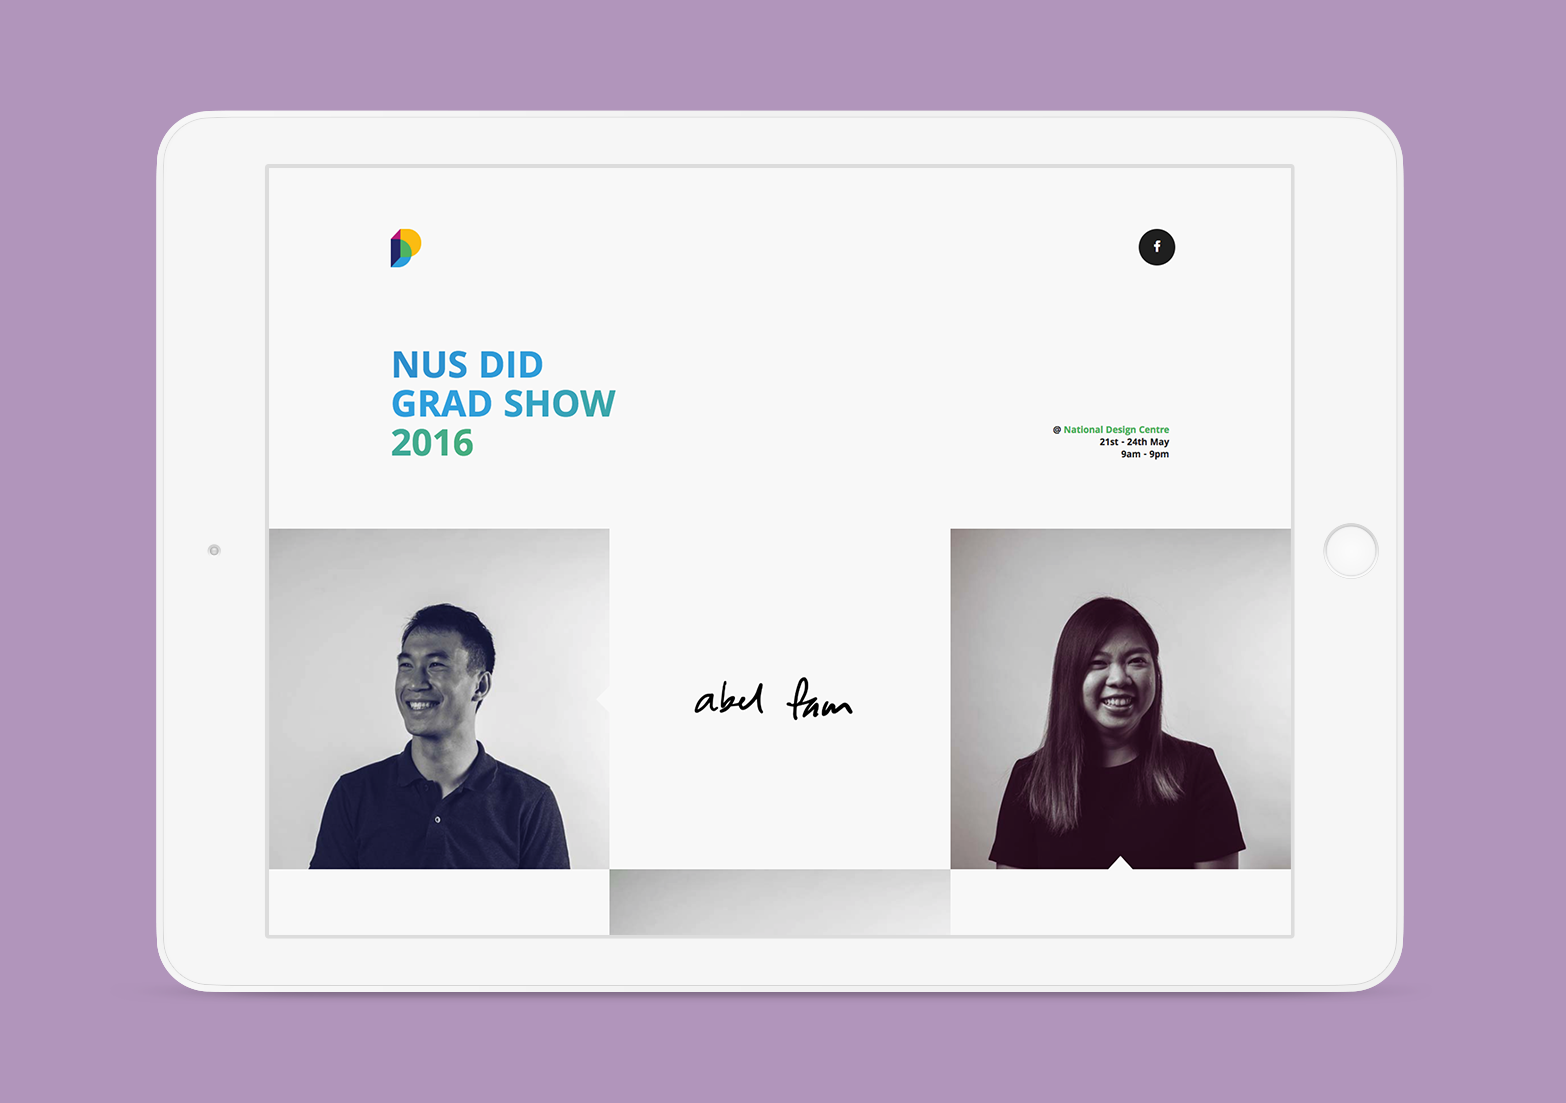 NUS DID
GRAD SHOW
2016
@ National Design Centre
21st - 24th May
9am - 9pm
abel tam